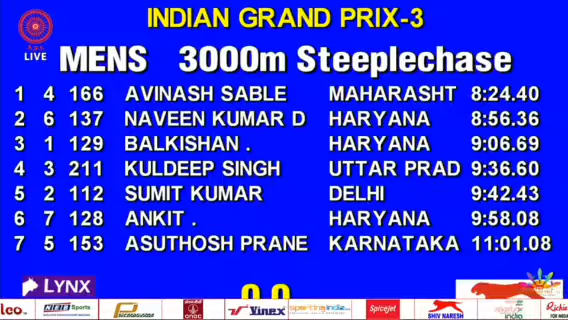 INDIAN GRAND PRIX-3
LIVE
MENS 3000m Steeplechase
1 4 166 AVINASH SABLE MAHARASHT 8:24.40
2 6 137 NAVEEN KUMAR D HARYANA 8:56.36
3 1 129 BALKISHAN . HARYANA 9:06.69
4 3 211 KULDEEP SINGH UTTAR PRAD 9:36.60
5 2 112 SUMIT KUMAR DELHI 9:42.43
6 7 128 ANKIT . HARYANA 9:58.08
7 5 153 ASUTHOSH PRANE KARNATAKA 11:01.08
LYNX
Sports
ONGC
Vinex
Spicejet
SHIV NARESH
india